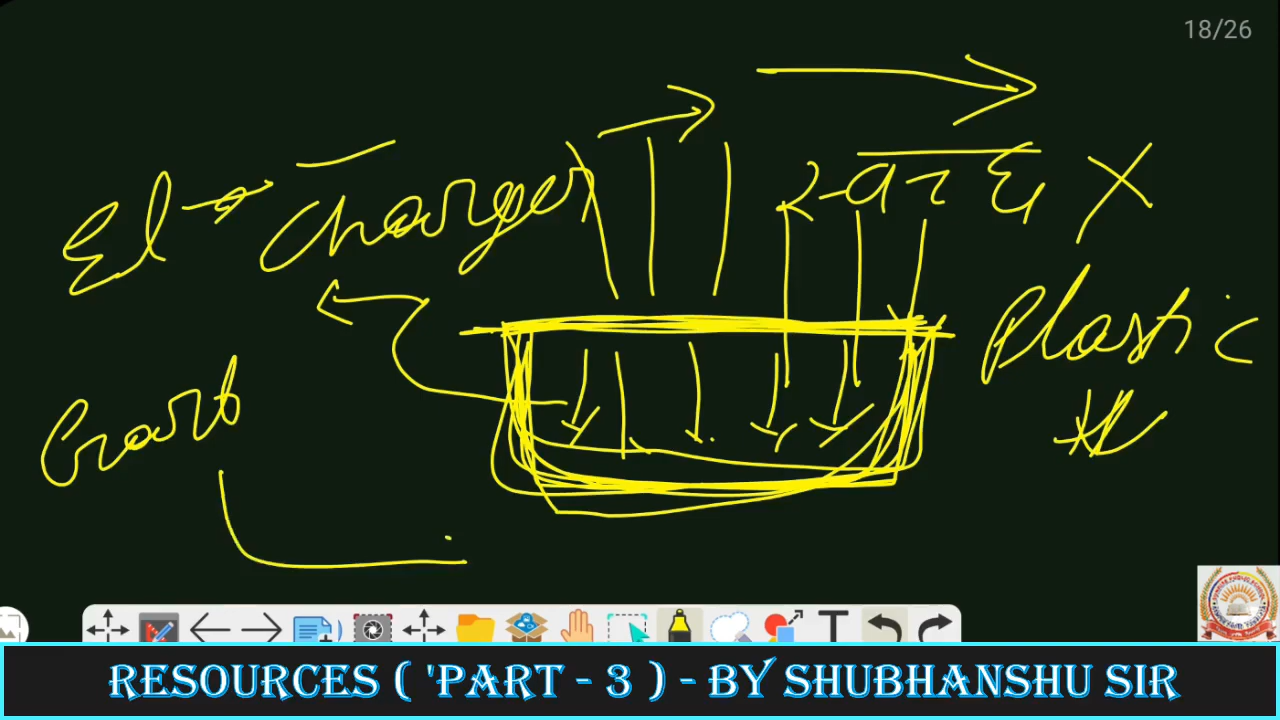 18/26
El → Charger
Plastic
RESOURCES ( 'PART - 3 ) - BY SHUBHANSHU SIR